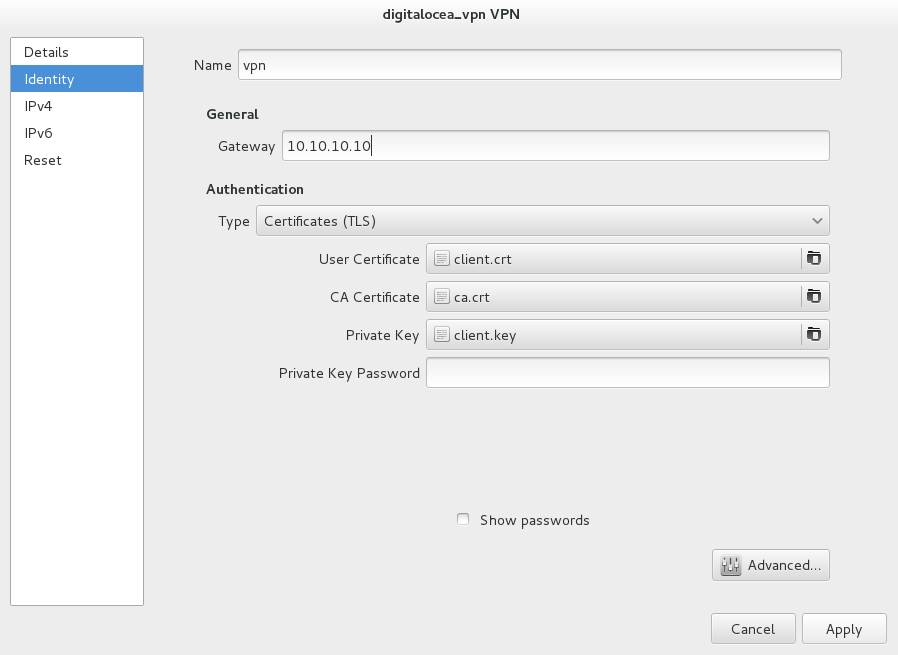 digitalocea_vpn VPN
Details
Identity
IPv4
IPv6
Reset
Name vpn
General
Gateway 10.10.10.10
Authentication
Type Certificates (TLS)
User Certificate client.crt
CA Certificate ca.crt
Private Key client.key
Private Key Password
Show passwords
Advanced...
Cancel Apply